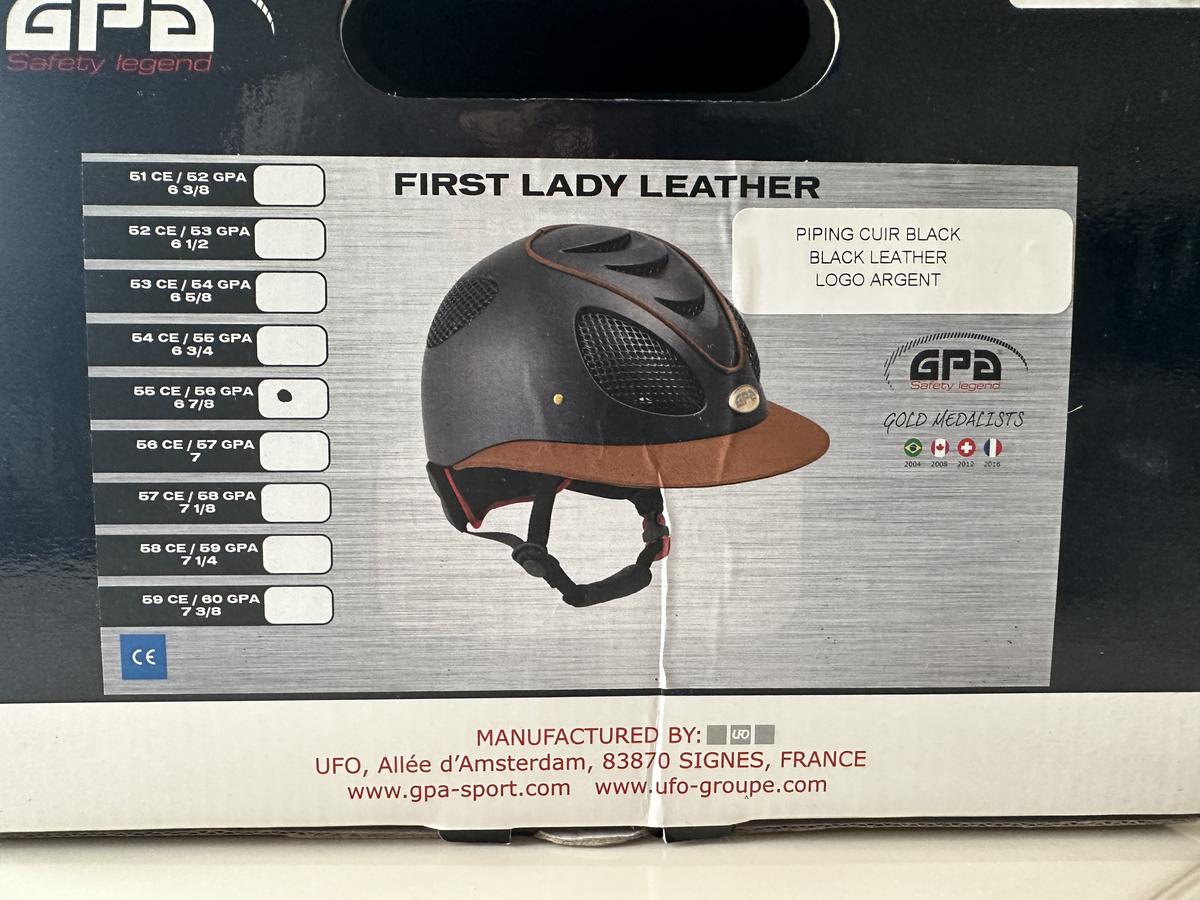 GPA
Safety legend
51 CE / 52 GPA
6 3/8
52 CE / 53 GPA
6 1/2
53 CE / 54 GPA
6 5/8
54 CE / 55 GPA
6 3/4
55 CE / 56 GPA
6 7/8
56 CE / 57 GPA
7
57 CE / 58 GPA
7 1/8
58 CE / 59 GPA
7 1/4
59 CE / 60 GPA
7 3/8
CE
FIRST LADY LEATHER
PIPING CUIR BLACK
BLACK LEATHER
LOGO ARGENT
GPA
GPA
Safety legend
GOLD MEDALISTS
2004 2008 2012 2016
MANUFACTURED BY: UFO
UFO, Allée d'Amsterdam, 83870 SIGNES, FRANCE
www.gpa-sport.com www.ufo-groupe.com